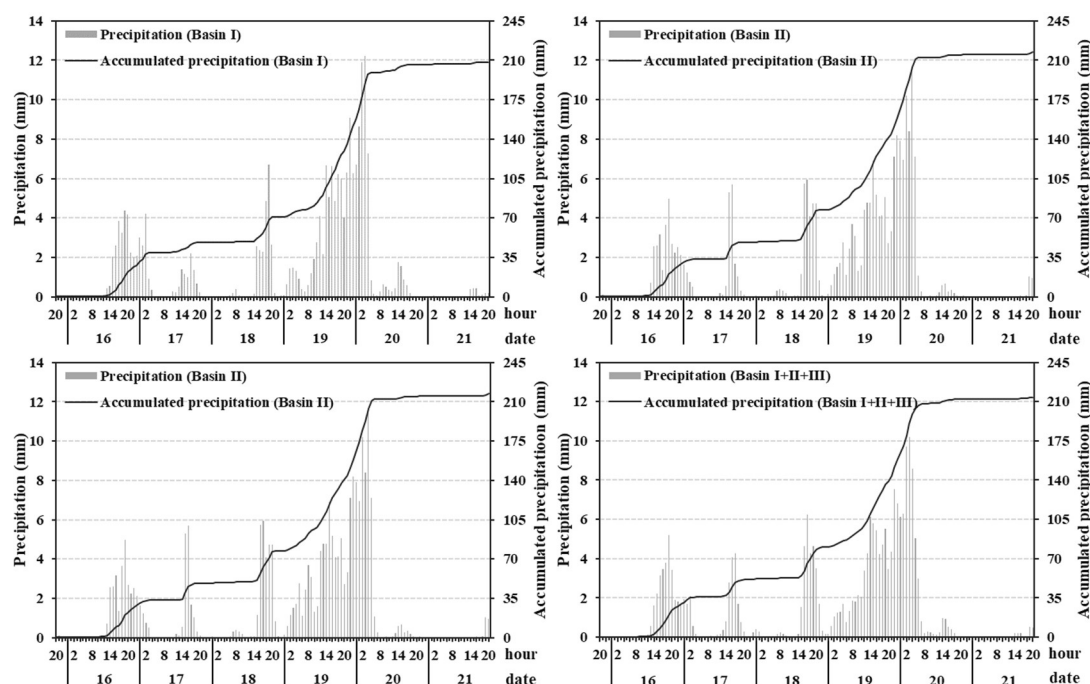 Precipitation (Basin I)
Accumulated precipitation (Basin I)
Precipitation (mm)
Accumulated precipitatioon (mm)
14 12 10 8 6 4 2 0
245 210 175 140 105 70 35 0
20 2 8 14 20 2 8 14 20 2 8 14 20 2 8 14 20 2 8 14 20 2 8 14 20 hour
16 17 18 19 20 21 date
Precipitation (Basin II)
Accumulated precipitation (Basin II)
Precipitation (mm)
Accumulated precipitatioon (mm)
14 12 10 8 6 4 2 0
245 210 175 140 105 70 35 0
20 2 8 14 20 2 8 14 20 2 8 14 20 2 8 14 20 2 8 14 20 2 8 14 20 hour
16 17 18 19 20 21 date
Precipitation (Basin II)
Accumulated precipitation (Basin II)
Precipitation (mm)
Accumulated precipitatioon (mm)
14 12 10 8 6 4 2 0
245 210 175 140 105 70 35 0
20 2 8 14 20 2 8 14 20 2 8 14 20 2 8 14 20 2 8 14 20 2 8 14 20 hour
16 17 18 19 20 21 date
Precipitation (Basin I+II+III)
Accumulated precipitation (Basin I+II+III)
Precipitation (mm)
Accumulated precipitatioon (mm)
14 12 10 8 6 4 2 0
245 210 175 140 105 70 35 0
20 2 8 14 20 2 8 14 20 2 8 14 20 2 8 14 20 2 8 14 20 2 8 14 20 hour
16 17 18 19 20 21 date